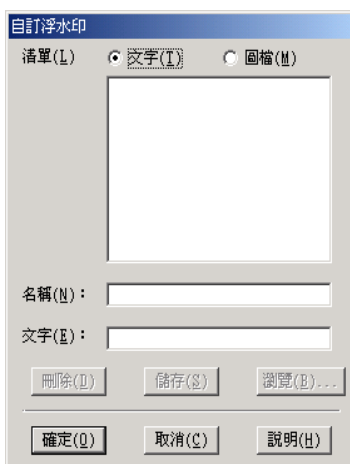 自訂浮水印
清單(L) 文字(T) 圖檔(M)
名稱(N)：
文字(E)：
刪除(D) 儲存(S) 瀏覽(B)...
確定(O) 取消(C) 說明(H)